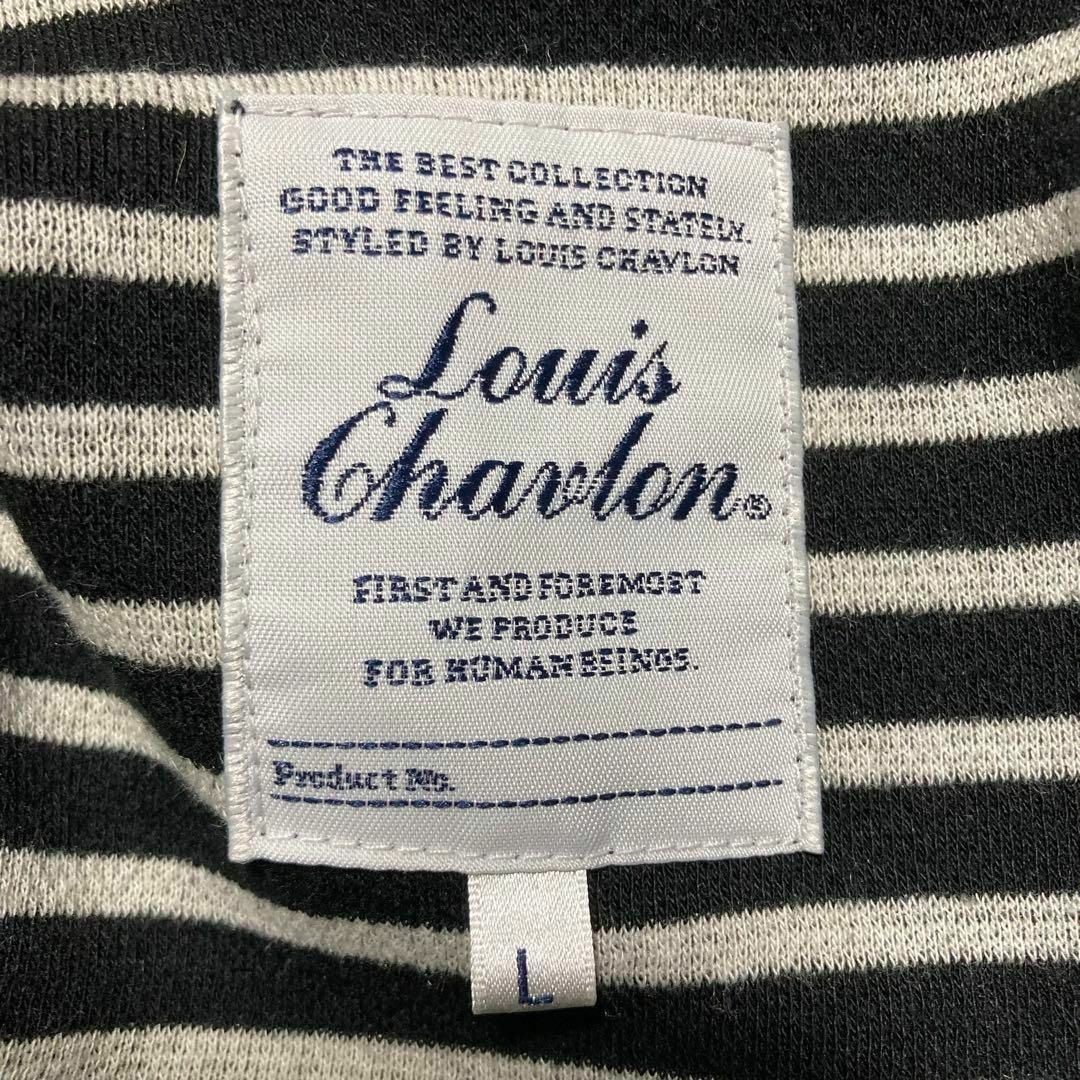 THE BEST COLLECTION
GOOD FEELING AND STATELY.
STYLED BY LOUIS CHAVLON
Louis
Chavlon®
FIRST AND FOREMOST
WE PRODUCE
FOR HUMAN BEINGS.
Product No.
L